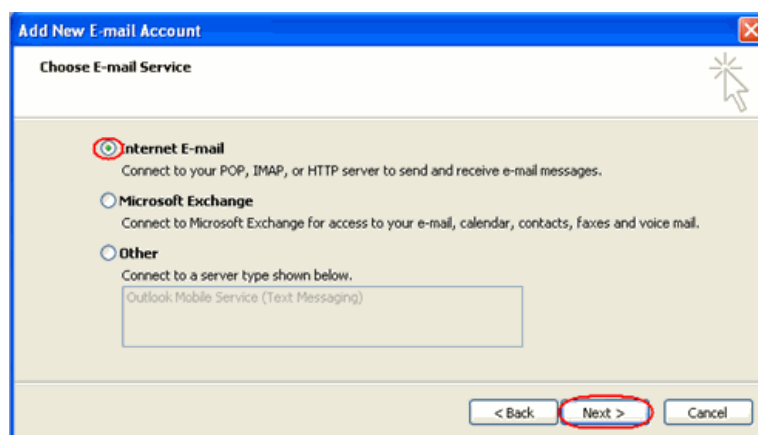 Add New E-mail Account
Choose E-mail Service
Internet E-mail
Connect to your POP, IMAP, or HTTP server to send and receive e-mail messages.
Microsoft Exchange
Connect to Microsoft Exchange for access to your e-mail, calendar, contacts, faxes and voice mail.
Other
Connect to a server type shown below.
Outlook Mobile Service (Text Messaging)
< Back Next > Cancel